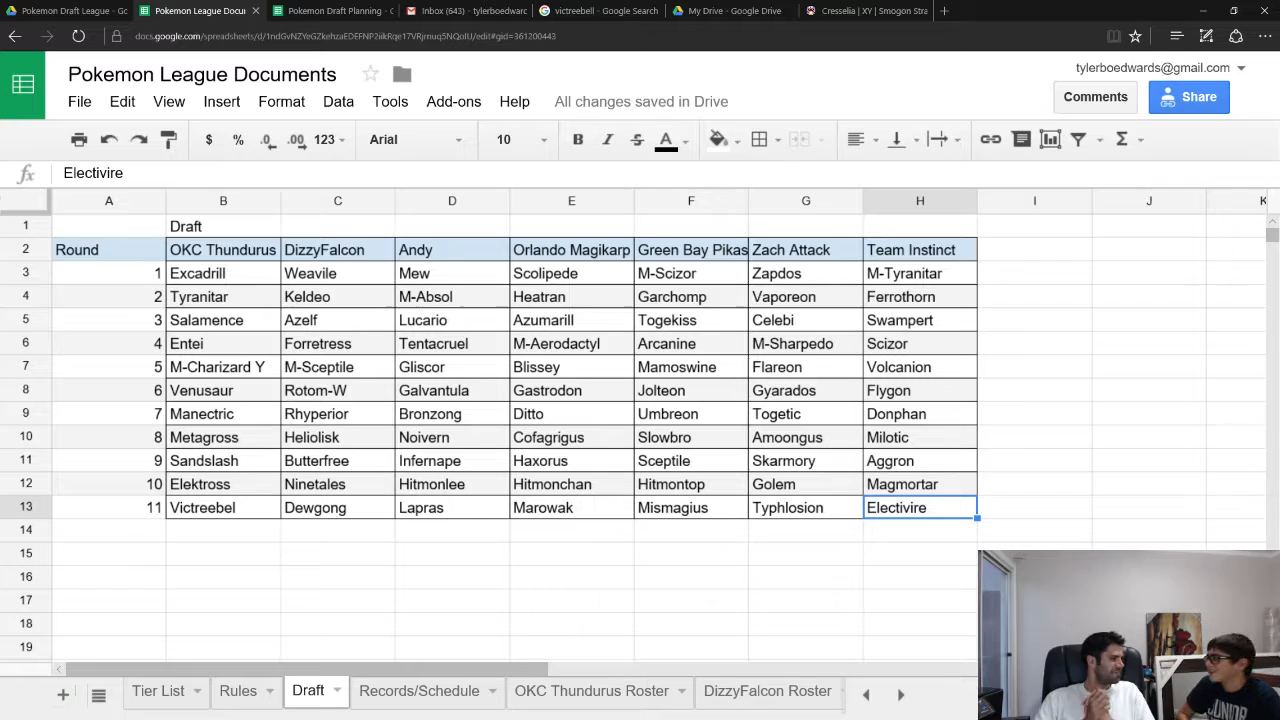 Pokemon Draft League - Gc
Pokemon League Docum
Pokemon Draft Planning - G
Inbox (643) - tylerboedwarc
victreebell - Google Search
My Drive - Google Drive
Cresselia | XY | Smogon Stra
docs.google.com/spreadsheets/d/
Pokemon League Documents
tylerboedwards@gmail.com
File Edit View Insert Format Data Tools Add-ons Help All changes saved in Drive
Comments Share
$ % .0 .00 123 Arial 10 B I S A Σ
fx Electivire
A B C D E F G H I J K
1 Draft
2 Round OKC Thundurus DizzyFalcon Andy Orlando Magikarp Green Bay Pikas Zach Attack Team Instinct
3 1 Excadrill Weavile Mew Scolipede M-Scizor Zapdos M-Tyranitar
4 2 Tyranitar Keldeo M-Absol Heatran Garchomp Vaporeon Ferrothorn
5 3 Salamence Azelf Lucario Azumarill Togekiss Celebi Swampert
6 4 Entei Forretress Tentacruel M-Aerodactyl Arcanine M-Sharpedo Scizor
7 5 M-Charizard Y M-Sceptile Gliscor Blissey Mamoswine Flareon Volcanion
8 6 Venusaur Rotom-W Galvantula Gastrodon Jolteon Gyarados Flygon
9 7 Manectric Rhyperior Bronzong Ditto Umbreon Togetic Donphan
10 8 Metagross Heliolisk Noivern Cofagrigus Slowbro Amoongus Milotic
11 9 Sandslash Butterfree Infernape Haxorus Sceptile Skarmory Aggron
12 10 Elektross Ninetales Hitmonlee Hitmonchan Hitmontop Golem Magmortar
13 11 Victreebel Dewgong Lapras Marowak Mismagius Typhlosion Electivire
14
15
16
17
18
19
Tier List Rules Draft Records/Schedule OKC Thundurus Roster DizzyFalcon Roster
JUNIOR